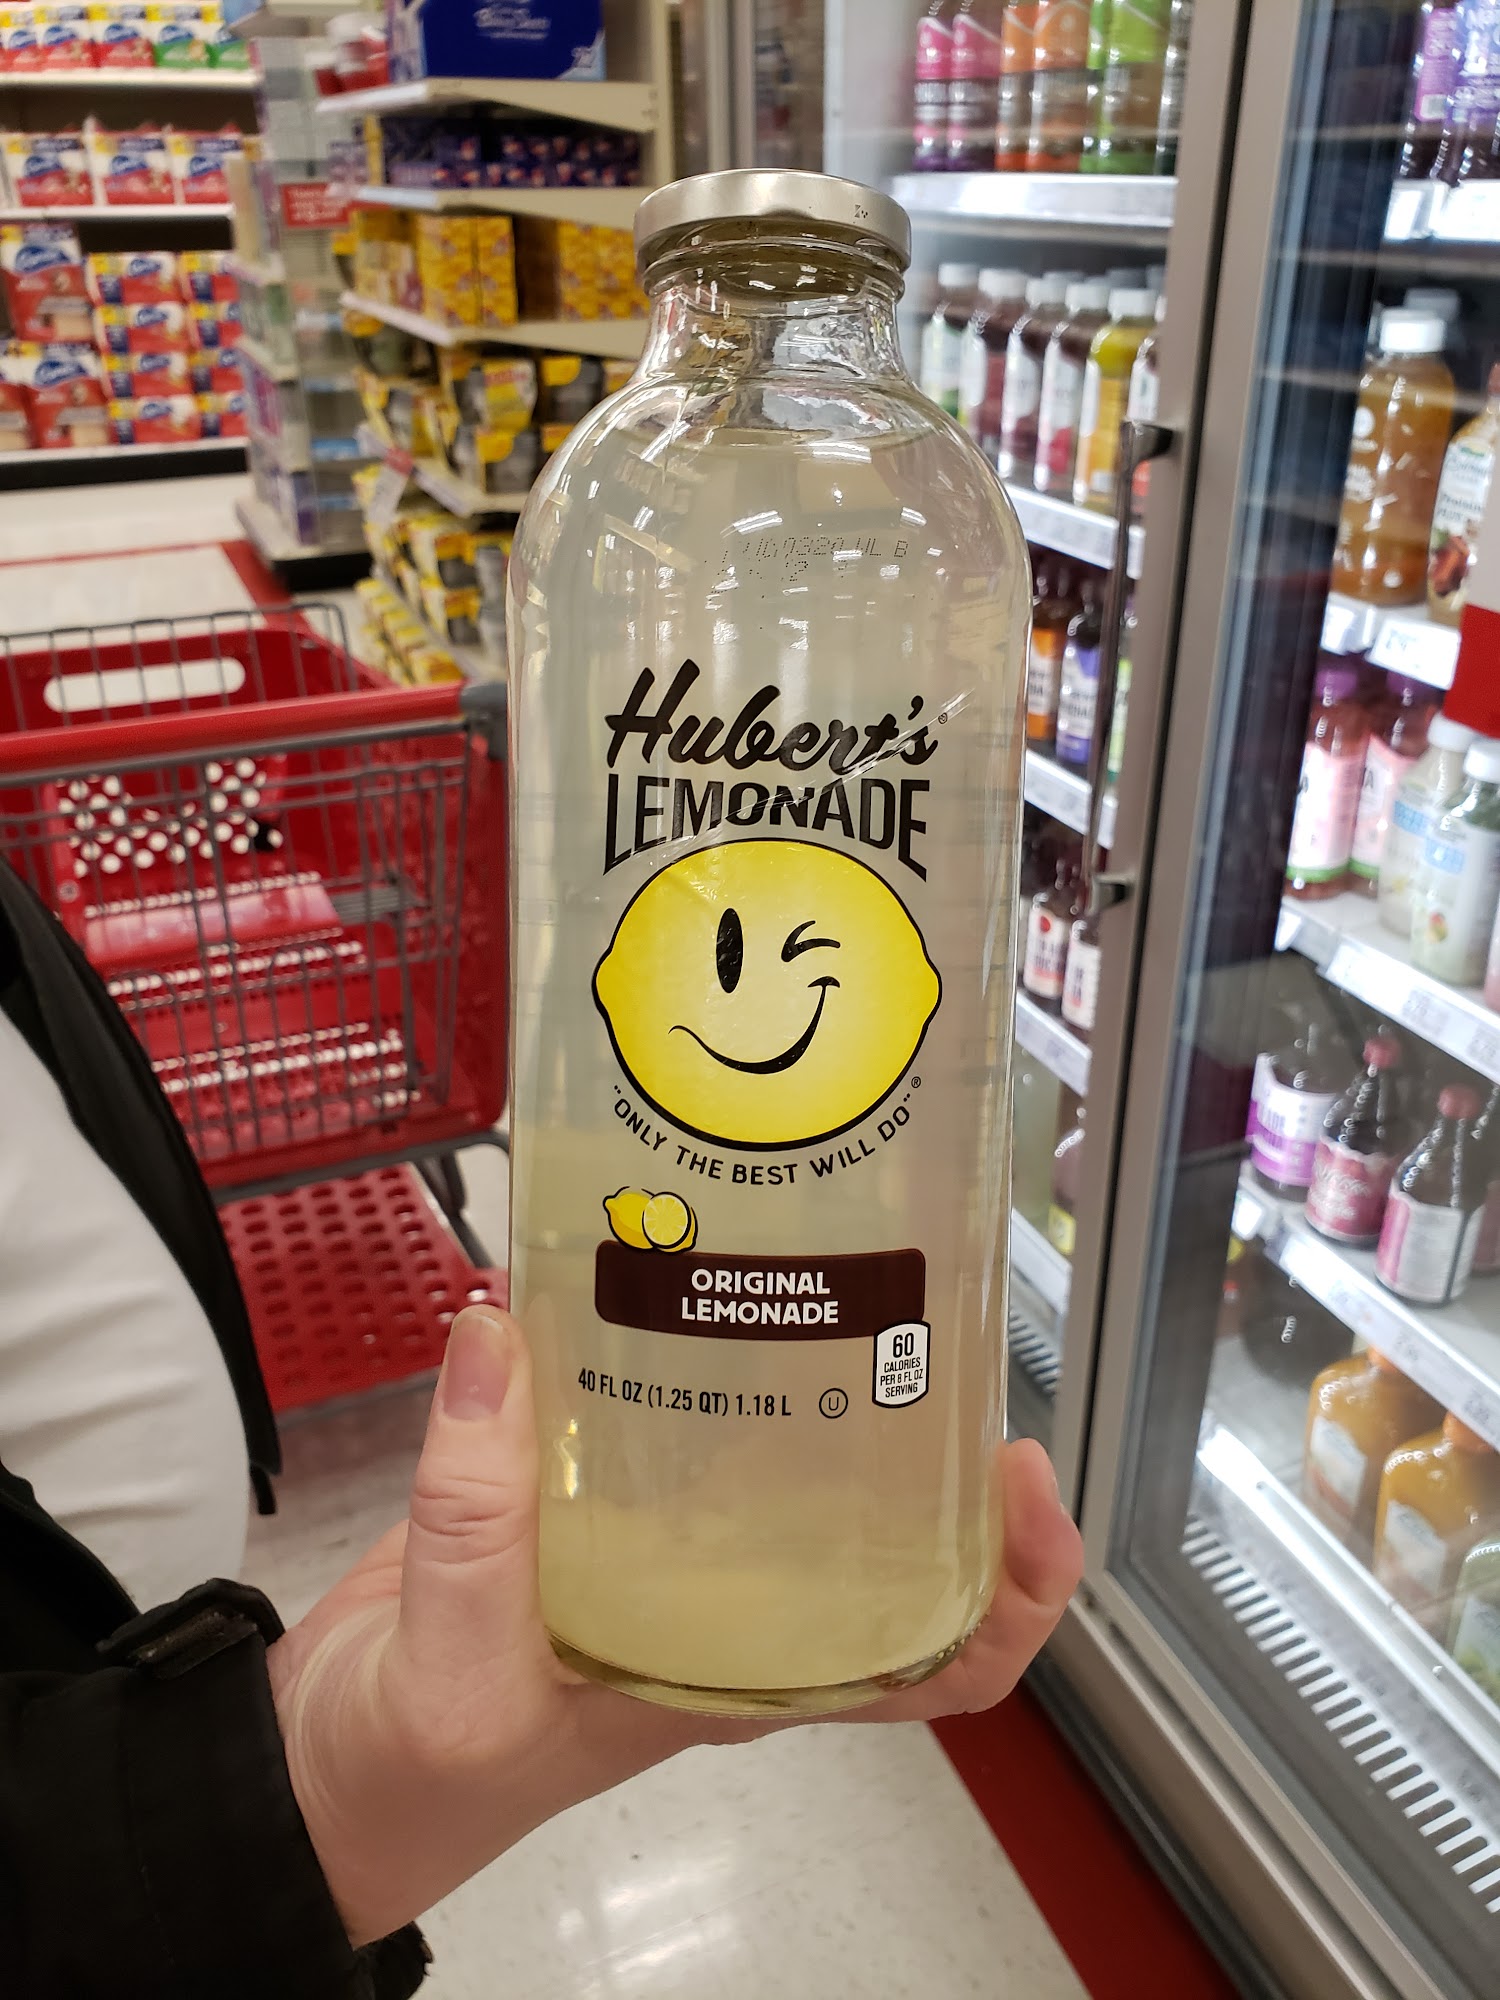 Hubert's®
LEMONADE
"ONLY THE BEST WILL DO"®
ORIGINAL
LEMONADE
60
CALORIES
PER 8 FL OZ
SERVING
40 FL OZ (1.25 QT) 1.18 L
U